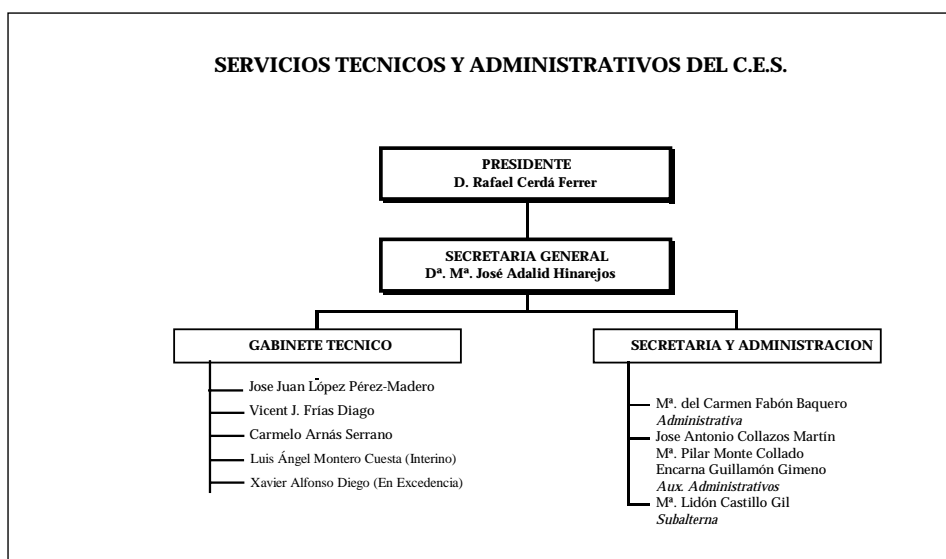 SERVICIOS TECNICOS Y ADMINISTRATIVOS DEL C.E.S.
PRESIDENTE
D. Rafael Cerdá Ferrer
SECRETARIA GENERAL
Dª. Mª. José Adalid Hinarejos
GABINETE TECNICO
Jose Juan López Pérez-Madero
Vicent J. Frías Diago
Carmelo Arnás Serrano
Luis Ángel Montero Cuesta (Interino)
Xavier Alfonso Diego (En Excedencia)
SECRETARIA Y ADMINISTRACION
Mª. del Carmen Fabón Baquero
Administrativa
Jose Antonio Collazos Martín
Mª. Pilar Monte Collado
Encarna Guillamón Gimeno
Aux. Administrativos
Mª. Lidón Castillo Gil
Subalterna